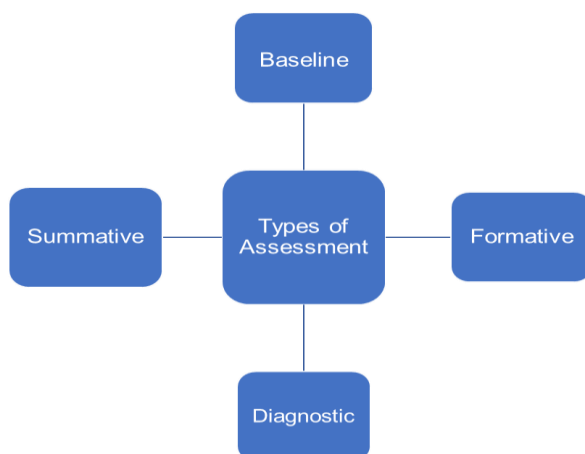 Baseline
Summative
Types of
Assessment
Formative
Diagnostic